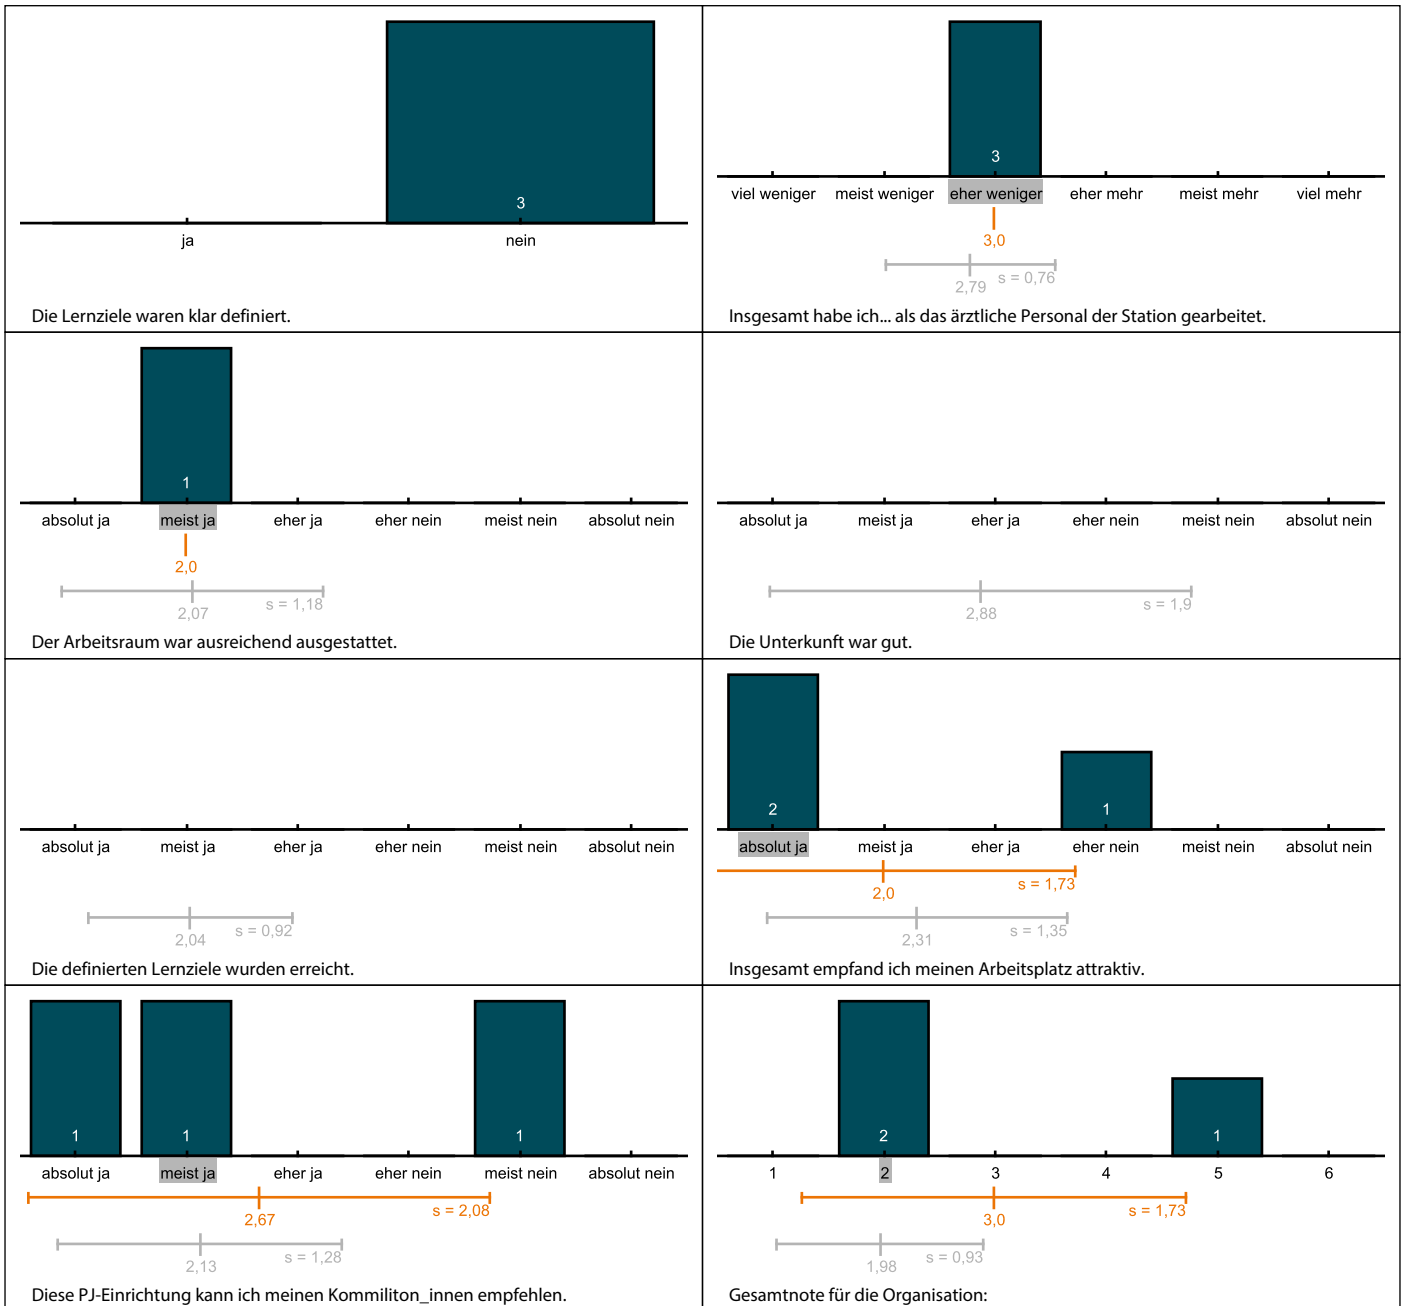 3
ja nein
Die Lernziele waren klar definiert.
3
viel weniger meist weniger eher weniger eher mehr meist mehr viel mehr
3,0
2,79 s = 0,76
Insgesamt habe ich... als das ärztliche Personal der Station gearbeitet.
1
absolut ja meist ja eher ja eher nein meist nein absolut nein
2,0
2,07 s = 1,18
Der Arbeitsraum war ausreichend ausgestattet.
absolut ja meist ja eher ja eher nein meist nein absolut nein
2,88 s = 1,9
Die Unterkunft war gut.
absolut ja meist ja eher ja eher nein meist nein absolut nein
2,04 s = 0,92
Die definierten Lernziele wurden erreicht.
2 1
absolut ja meist ja eher ja eher nein meist nein absolut nein
2,0 s = 1,73
2,31 s = 1,35
Insgesamt empfand ich meinen Arbeitsplatz attraktiv.
1 1 1
absolut ja meist ja eher ja eher nein meist nein absolut nein
2,67 s = 2,08
2,13 s = 1,28
Diese PJ-Einrichtung kann ich meinen Kommiliton_innen empfehlen.
2 1
1 2 3 4 5 6
3,0 s = 1,73
1,98 s = 0,93
Gesamtnote für die Organisation: